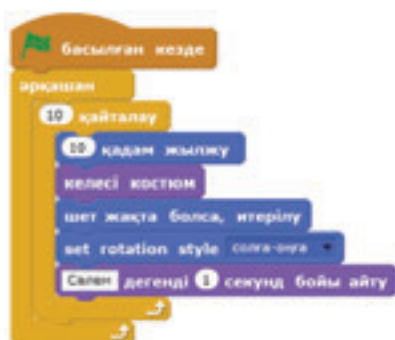 басылған кезде
әрқашан
10 қайталау
10 қадам жылжу
келесі костюм
шет жақта болса, итерілу
set rotation style солға-оңға
Сәлем дегенді 1 секунд бойы айту